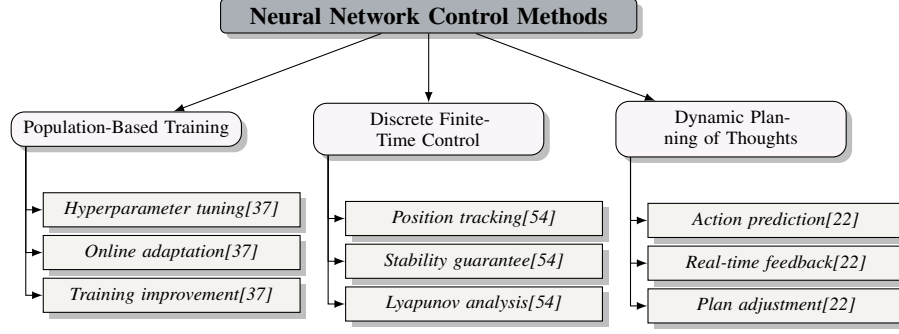 Neural Network Control Methods
Population-Based Training
Hyperparameter tuning[37]
Online adaptation[37]
Training improvement[37]
Discrete Finite-
Time Control
Position tracking[54]
Stability guarantee[54]
Lyapunov analysis[54]
Dynamic Plan-
ning of Thoughts
Action prediction[22]
Real-time feedback[22]
Plan adjustment[22]